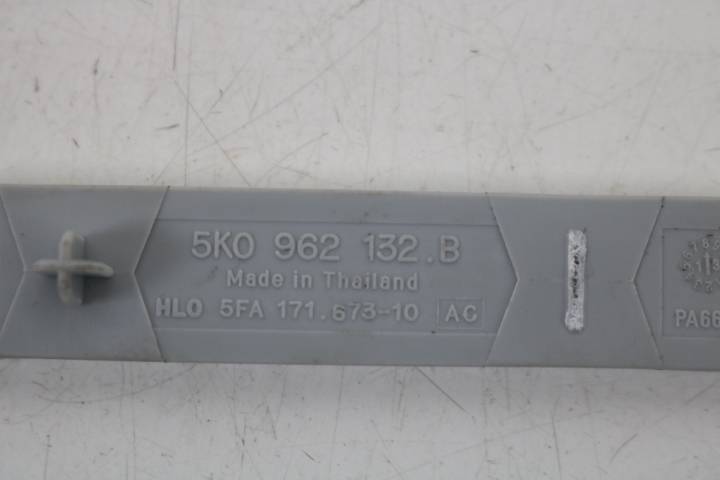 5K0 962 132.B
Made in Thailand
HLO 5FA 171.673-10 AC
PA66